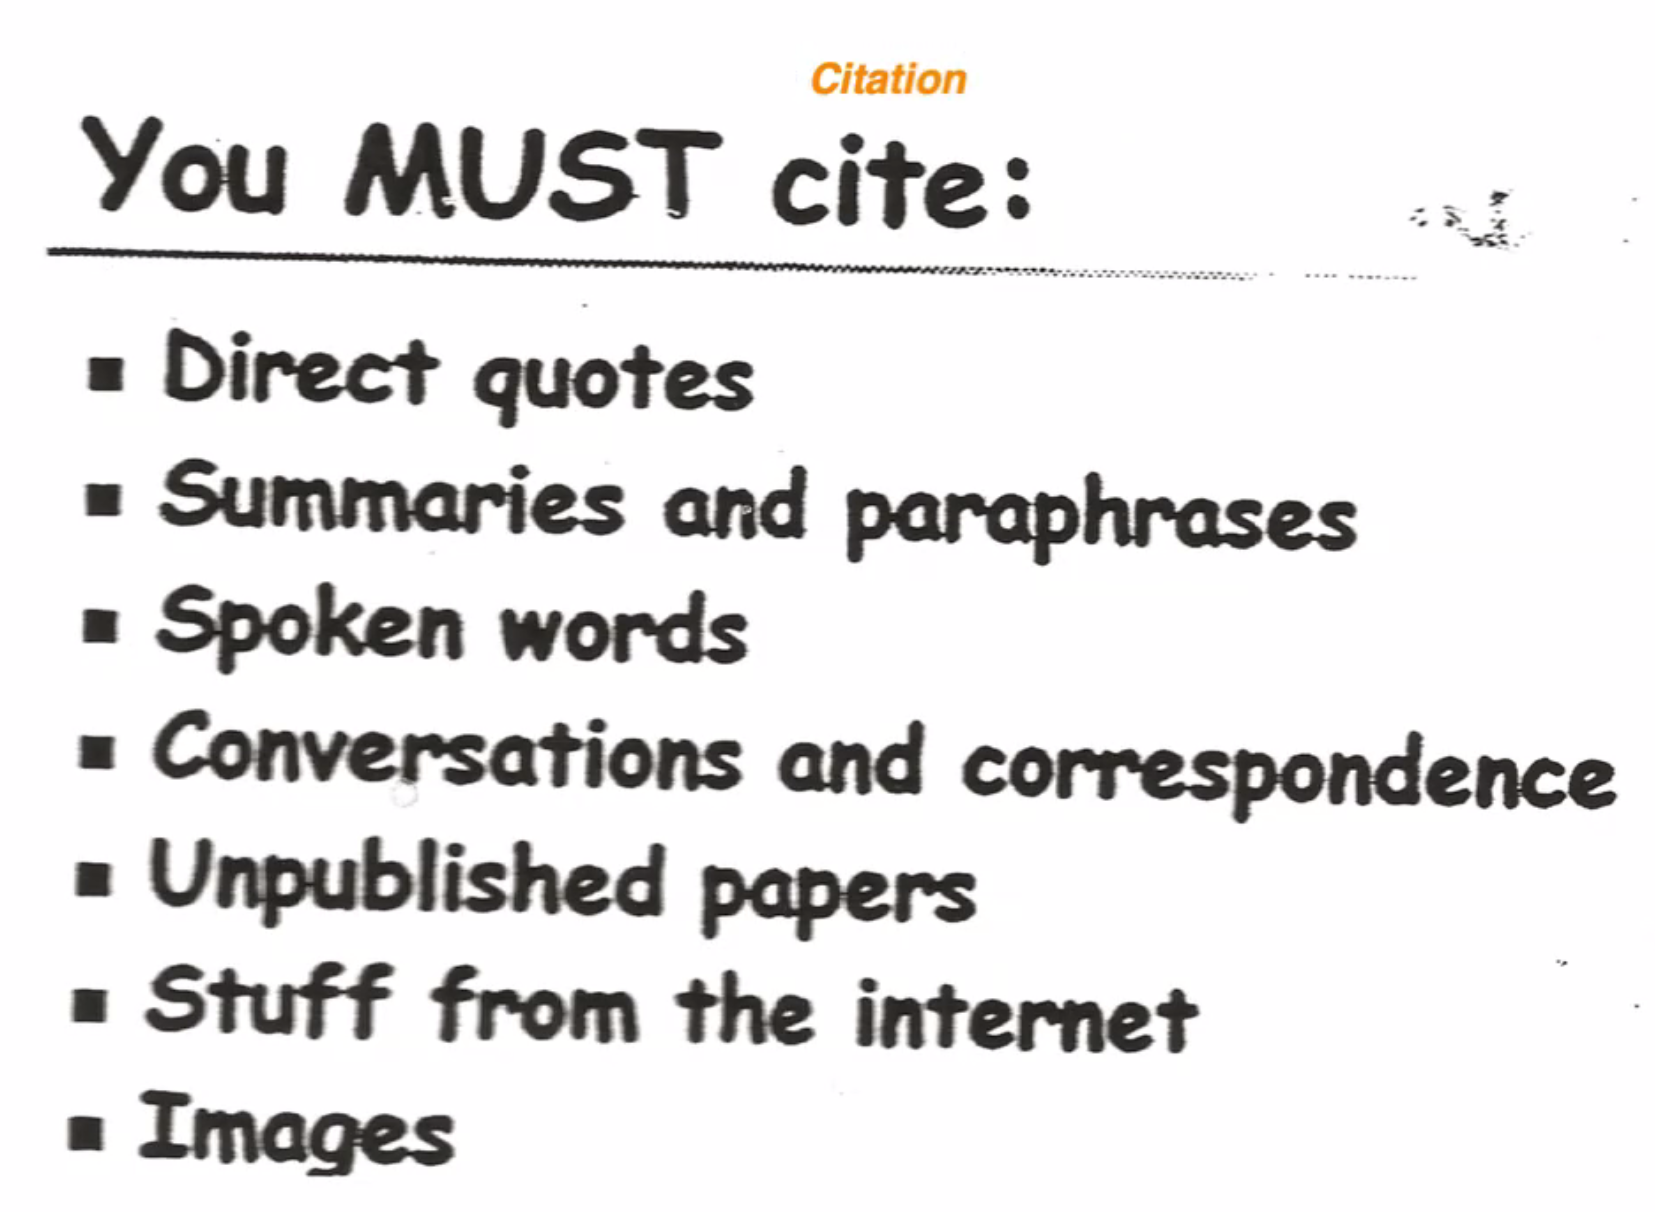 Citation
You MUST cite:
▪ Direct quotes
▪ Summaries and paraphrases
▪ Spoken words
▪ Conversations and correspondence
▪ Unpublished papers
▪ Stuff from the internet
▪ Images